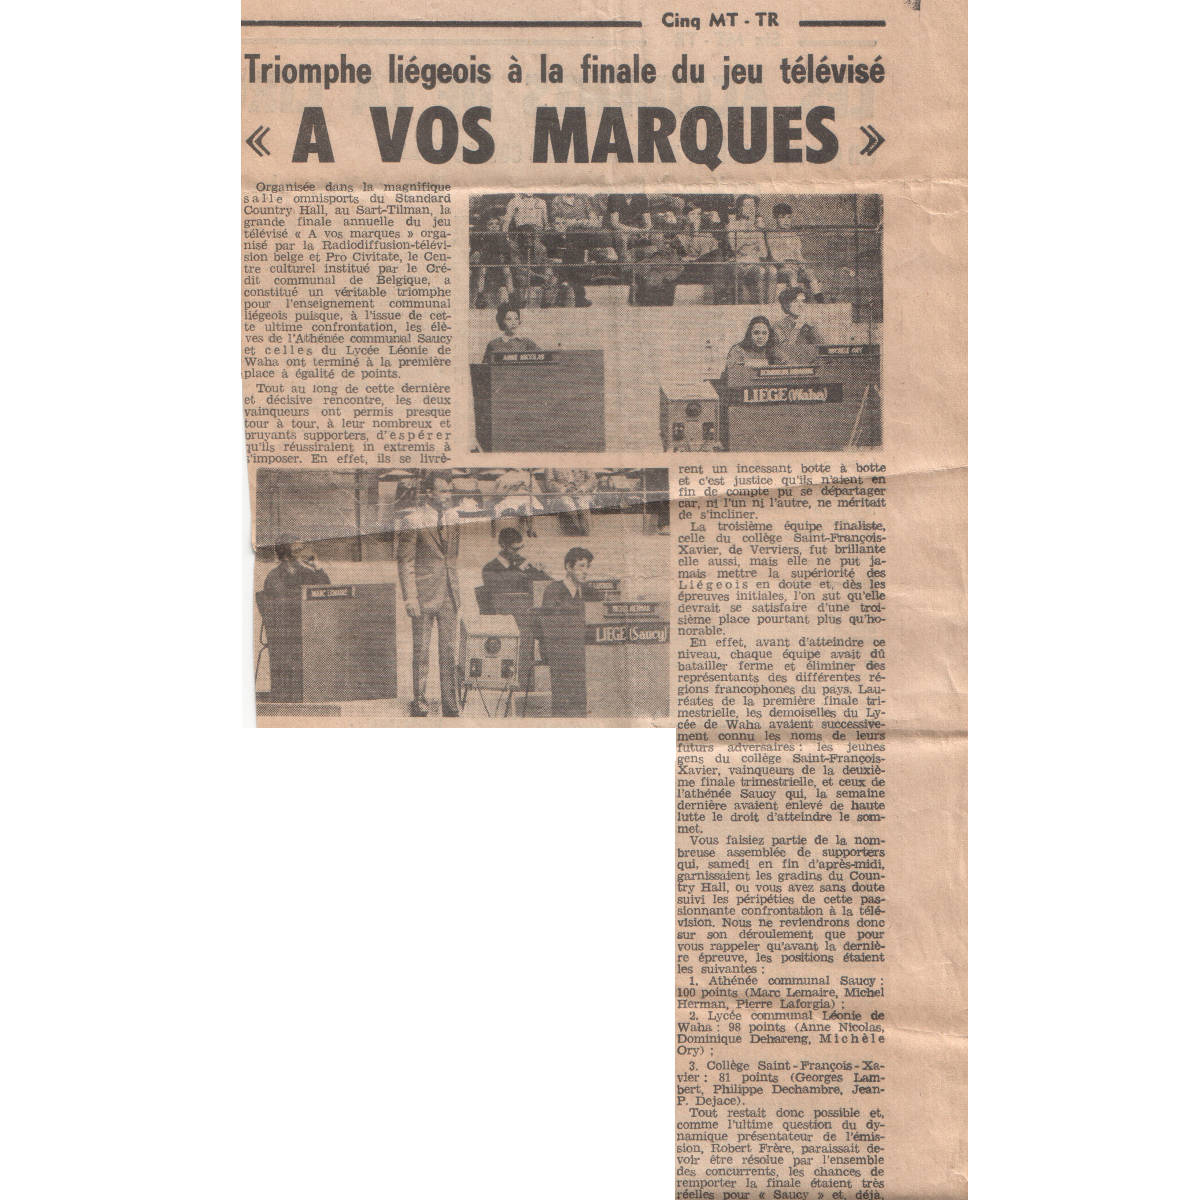 Cinq MT - TR
Triomphe liégeois à la finale du jeu télévisé
« A VOS MARQUES »
Organisée dans la magnifique
salle omnisports du Standard
Country Hall, au Sart-Tilman, la
grande finale annuelle du jeu
télévisé « A vos marques » orga-
nisé par la Radiodiffusion-télévi-
sion belge et Pro Civitate, le Cen-
tre culturel institué par le Cré-
dit communal de Belgique, a
constitué un véritable triomphe
pour l'enseignement communal
liégeois puisque, à l'issue de cet-
te ultime confrontation, les élè-
ves de l'Athénée communal Saucy
et celles du Lycée Léonie de
Waha ont terminé à la première
place à égalité de points.
Tout au long de cette dernière
et décisive rencontre, les deux
vainqueurs ont permis presque
tour à tour, à leur nombreux et
bruyants supporters, d'espérer
qu'ils réussiraient in extremis à
s'imposer. En effet, ils se livrè-
ANNE NICOLAS
MICHELE ORY
LIEGE (Waha)
MARC LEMAIRE
MICHEL HERMAN
LIEGE (Saucy)
rent un incessant botte à botte
et c'est justice qu'ils n'aient en
fin de compte pu se départager
car, ni l'un ni l'autre, ne méritait
de s'incliner.
La troisième équipe finaliste,
celle du collège Saint-François-
Xavier, de Verviers, fut brillante
elle aussi, mais elle ne put ja-
mais mettre la supériorité des
Liégeois en doute et, dès les
épreuves initiales, l'on sut qu'elle
devrait se satisfaire d'une troi-
sième place pourtant plus qu'ho-
norable.
En effet, avant d'atteindre ce
niveau, chaque équipe avait dû
batailler ferme et éliminer des
représentants des différentes ré-
gions francophones du pays. Lau-
réates de la première finale tri-
mestrielle, les demoiselles du Ly-
cée de Waha avaient successive-
ment connu les noms de leurs
futurs adversaires : les jeunes
gens du collège Saint-François-
Xavier, vainqueurs de la deuxiè-
me finale trimestrielle, et ceux de
l'athénée Saucy qui, la semaine
dernière avaient enlevé de haute
lutte le droit d'atteindre le som-
met.
Vous faisiez partie de la nom-
breuse assemblée de supporters
qui, samedi en fin d'après-midi,
garnissaient les gradins du Coun-
try Hall, ou vous avez sans doute
suivi les péripéties de cette pas-
sionnante confrontation à la télé-
vision. Nous ne reviendrons donc
sur son déroulement que pour
vous rappeler qu'avant la derniè-
re épreuve, les positions étaient
les suivantes :
1. Athénée communal Saucy :
100 points (Marc Lemaire, Michel
Herman, Pierre Laforgia) ;
2. Lycée communal Léonie de
Waha : 98 points (Anne Nicolas,
Dominique Dehareng, Michèle
Ory) ;
3. Collège Saint-François-Xa-
vier : 81 points (Georges Lam-
bert, Philippe Dechambre, Jean-
P. Dejace).
Tout restait donc possible et,
comme l'ultime question du dy-
namique présentateur de l'émis-
sion, Robert Frère, paraissait de-
voir être résolue par l'ensemble
des concurrents, les chances de
remporter la finale étaient très
réelles pour « Saucy » et, déjà,